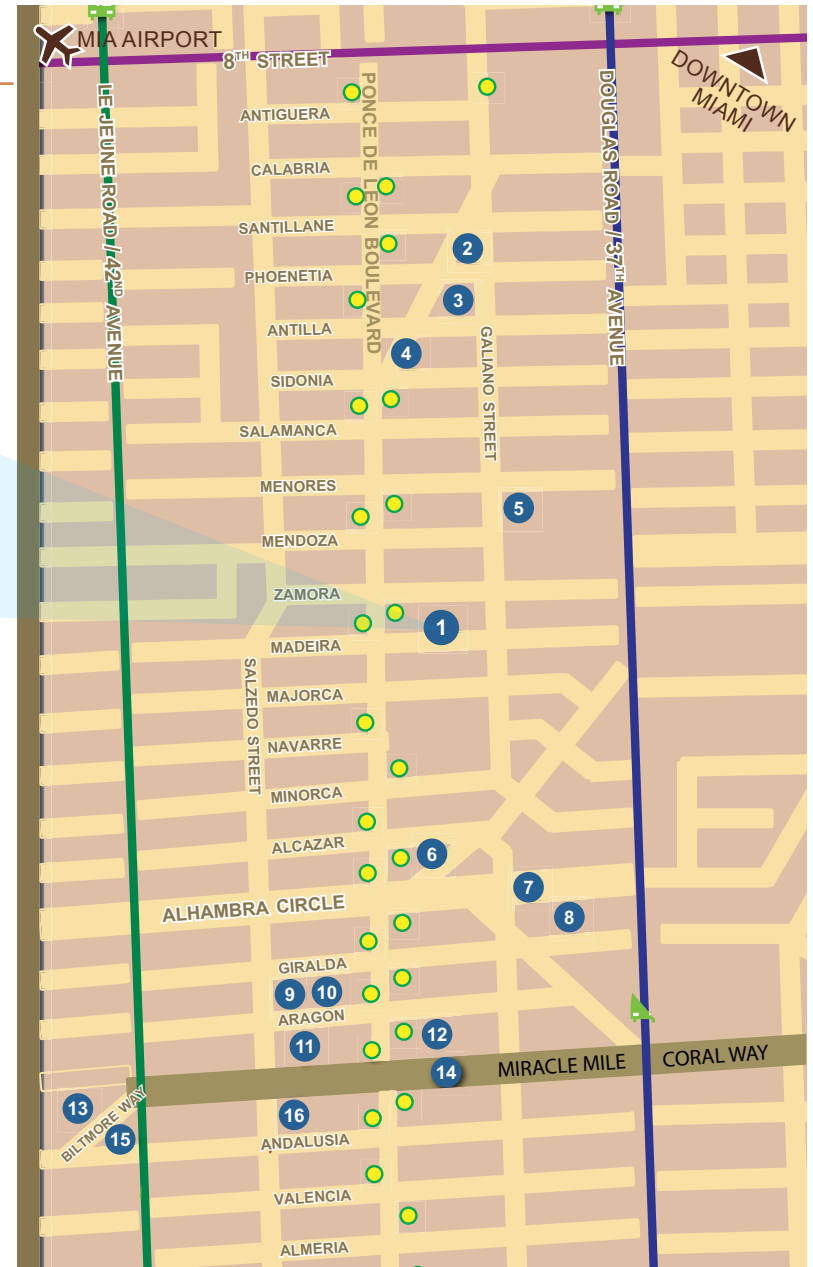 MIA AIRPORT
8TH STREET
DOWNTOWN
MIAMI
LE JEUNE ROAD / 42ND AVENUE
PONCE DE LEON BOULEVARD
DOUGLAS ROAD / 37TH AVENUE
ANTIGUERA
CALABRIA
SANTILLANE
2
PHOENETIA
3
ANTILLA
GALIANO STREET
4
SIDONIA
SALAMANCA
MENORES
5
MENDOZA
ZAMORA
1
MADEIRA
SALZEDO STREET
MAJORCA
NAVARRE
MINORCA
ALCAZAR
6
7
ALHAMBRA CIRCLE
8
GIRALDA
9
10
ARAGON
12
11
MIRACLE MILE
CORAL WAY
14
13
16
BILTMORE WAY
15
ANDALUSIA
VALENCIA
ALMERIA